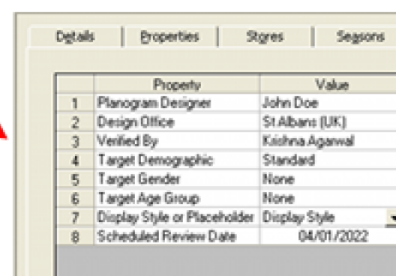 Details Properties Stores Seasons
Property Value
1 Planogram Designer John Doe
2 Design Office St Albans (UK)
3 Verified By Krishna Agarwal
4 Target Demographic Standard
5 Target Gender None
6 Target Age Group None
7 Display Style or Placeholder Display Style
8 Scheduled Review Date 04/01/2022